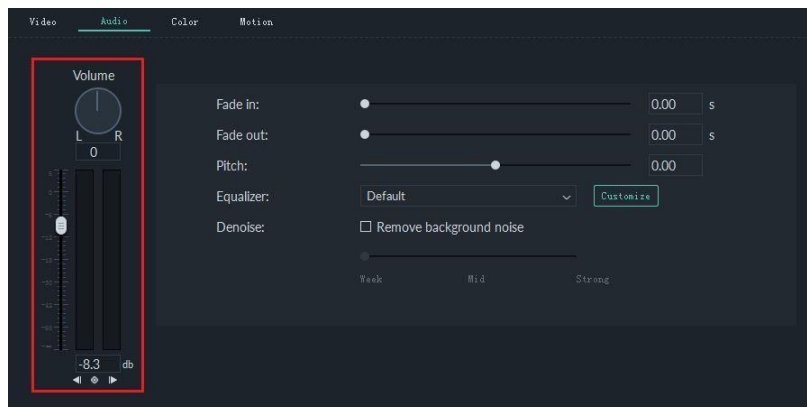 Video Audio Color Motion
Volume
L R
0
-8.3 db
Fade in: 0.00 s
Fade out: 0.00 s
Pitch: 0.00
Equalizer: Default Customize
Denoise: Remove background noise
Weak Mid Strong